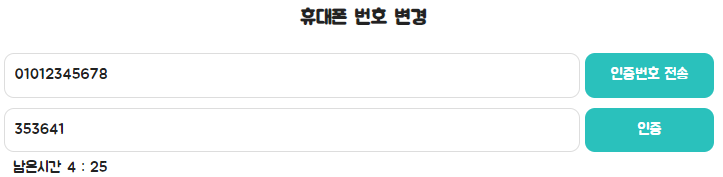 휴대폰 번호 변경
01012345678 인증번호 전송
353641 인증
남은시간 4 : 25